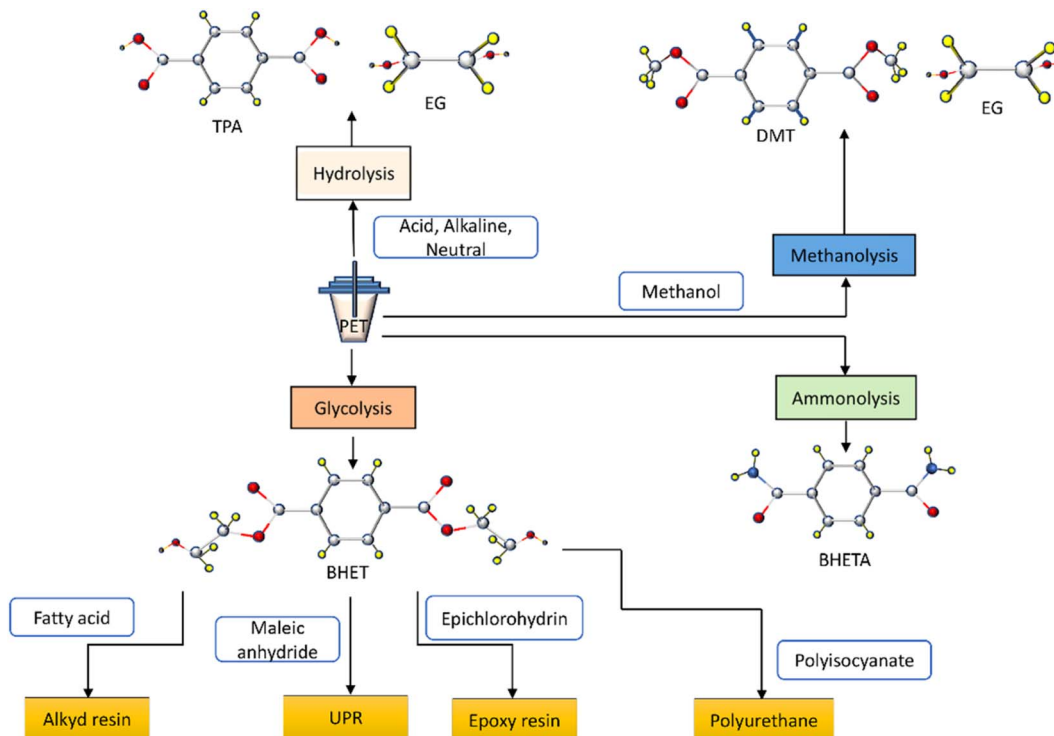 TPA
EG
DMT
EG
Hydrolysis
Acid, Alkaline,
Neutral
Methanolysis
Methanol
PET
Glycolysis
Ammonolysis
BHET
BHETA
Fatty acid
Maleic
anhydride
Epichlorohydrin
Polyisocyanate
Alkyd resin
UPR
Epoxy resin
Polyurethane